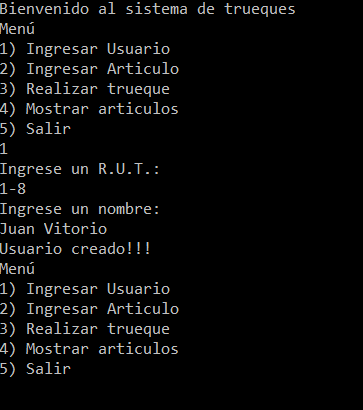 Bienvenido al sistema de trueques
Menú
1) Ingresar Usuario
2) Ingresar Articulo
3) Realizar trueque
4) Mostrar articulos
5) Salir
1
Ingrese un R.U.T.:
1-8
Ingrese un nombre:
Juan Vitorio
Usuario creado!!!
Menú
1) Ingresar Usuario
2) Ingresar Articulo
3) Realizar trueque
4) Mostrar articulos
5) Salir